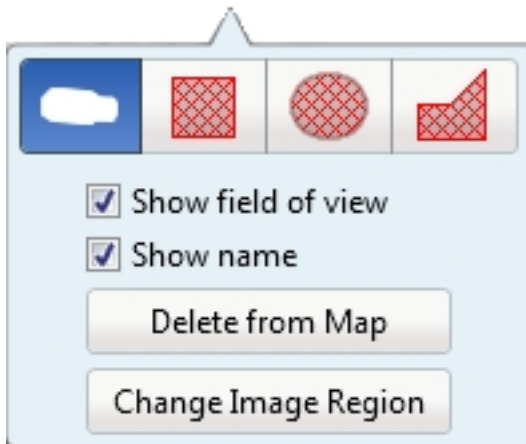 Show field of view
Show name
Delete from Map
Change Image Region